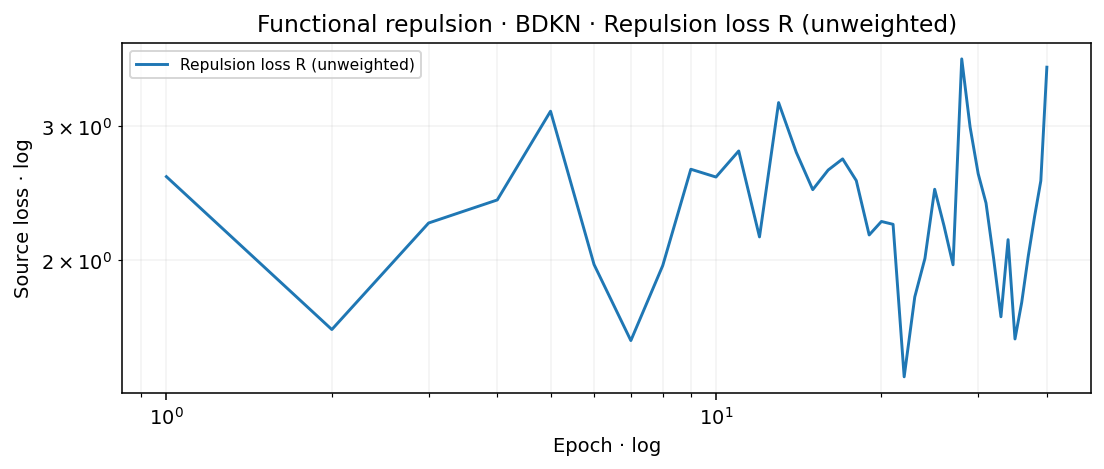 Functional repulsion · BDKN · Repulsion loss R (unweighted)
Repulsion loss R (unweighted)
Source loss · log
3 × 10⁰
2 × 10⁰
10⁰ 10¹
Epoch · log